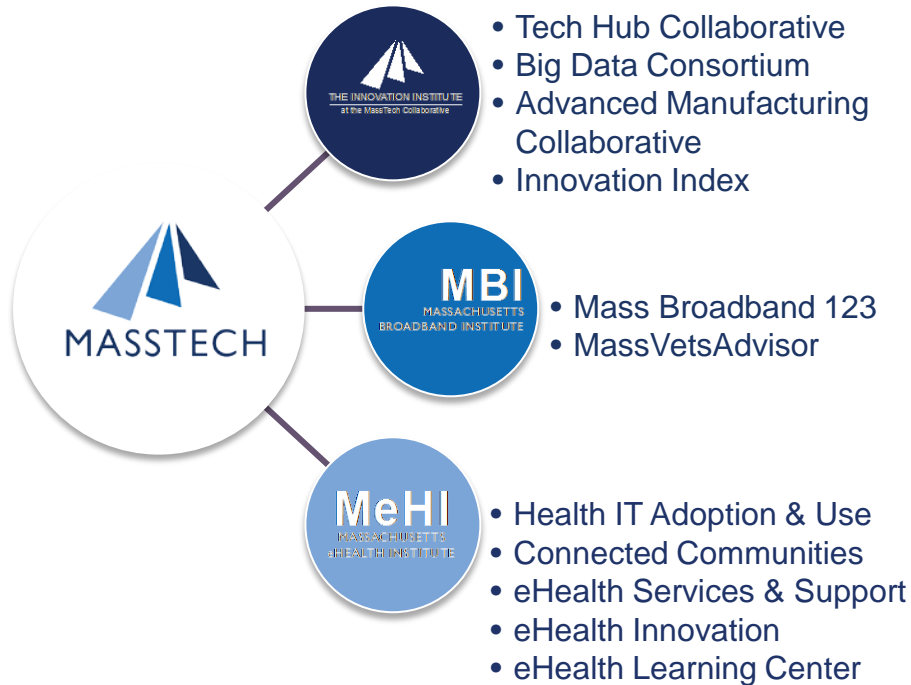 THE INNOVATION INSTITUTE
at the MassTech Collaborative
• Tech Hub Collaborative
• Big Data Consortium
• Advanced Manufacturing
Collaborative
• Innovation Index
MASSTECH
MBI
MASSACHUSETTS
BROADBAND INSTITUTE
• Mass Broadband 123
• MassVetsAdvisor
MeHI
MASSACHUSETTS
eHEALTH INSTITUTE
• Health IT Adoption & Use
• Connected Communities
• eHealth Services & Support
• eHealth Innovation
• eHealth Learning Center